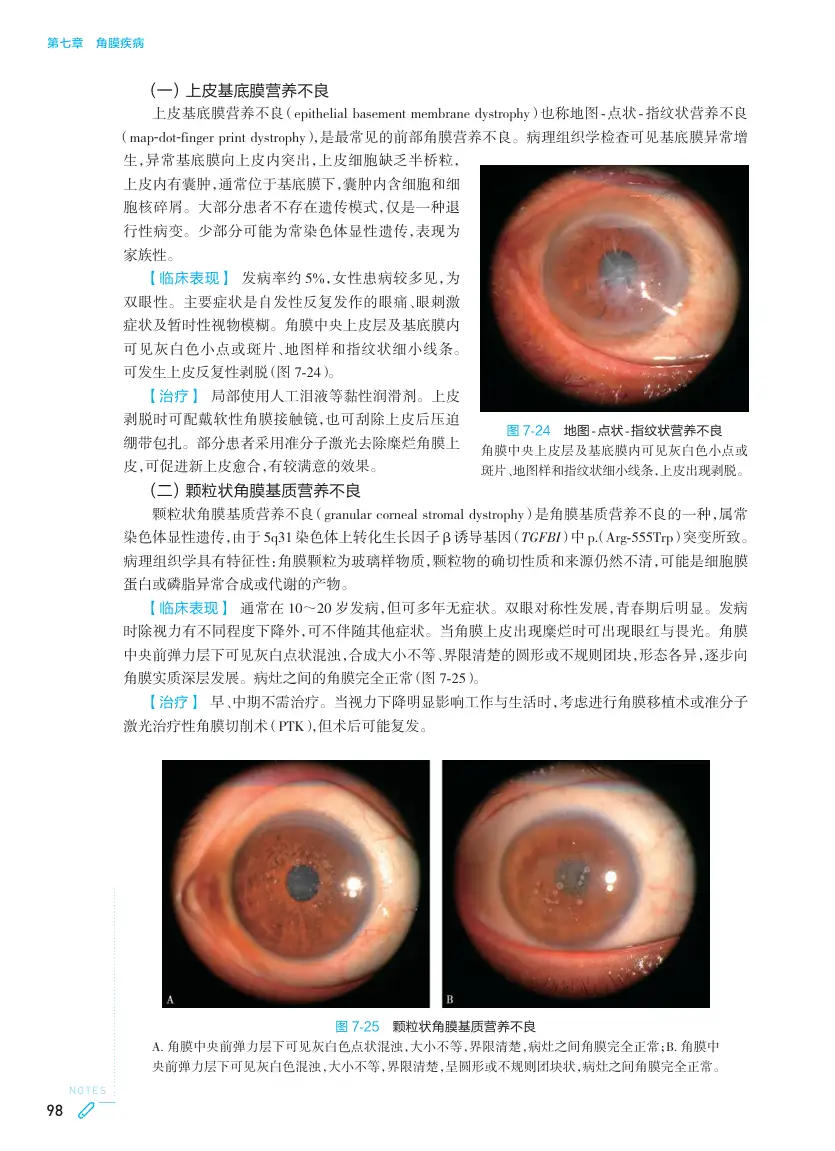 第七章 角膜疾病
（一）上皮基底膜营养不良
上皮基底膜营养不良（epithelial basement membrane dystrophy）也称地图-点状-指纹状营养不良
（map-dot-finger print dystrophy），是最常见的前部角膜营养不良。病理组织学检查可见基底膜异常增
生，异常基底膜向上皮内突出，上皮细胞缺乏半桥粒，
上皮内有囊肿，通常位于基底膜下，囊肿内含细胞和细
胞核碎屑。大部分患者不存在遗传模式，仅是一种退
行性病变。少部分可能为常染色体显性遗传，表现为
家族性。
【临床表现】 发病率约 5%，女性患病较多见，为
双眼性。主要症状是自发性反复发作的眼痛、眼刺激
症状及暂时性视物模糊。角膜中央上皮层及基底膜内
可见灰白色小点或斑片、地图样和指纹状细小线条。
可发生上皮反复性剥脱（图 7-24）。
【治疗】 局部使用人工泪液等黏性润滑剂。上皮
剥脱时可配戴软性角膜接触镜，也可刮除上皮后压迫
绷带包扎。部分患者采用准分子激光去除糜烂角膜上
皮，可促进新上皮愈合，有较满意的效果。
图 7-24 地图-点状-指纹状营养不良
角膜中央上皮层及基底膜内可见灰白色小点或
斑片、地图样和指纹状细小线条，上皮出现剥脱。
（二）颗粒状角膜基质营养不良
颗粒状角膜基质营养不良（granular corneal stromal dystrophy）是角膜基质营养不良的一种，属常
染色体显性遗传，由于 5q31 染色体上转化生长因子 β 诱导基因（TGFBI）中 p.（Arg-555Trp）突变所致。
病理组织学具有特征性：角膜颗粒为玻璃样物质，颗粒物的确切性质和来源仍然不清，可能是细胞膜
蛋白或磷脂异常合成或代谢的产物。
【临床表现】 通常在 10～20 岁发病，但可多年无症状。双眼对称性发展，青春期后明显。发病
时除视力有不同程度下降外，可不伴随其他症状。当角膜上皮出现糜烂时可出现眼红与畏光。角膜
中央前弹力层下可见灰白点状混浊，合成大小不等、界限清楚的圆形或不规则团块，形态各异，逐步向
角膜实质深层发展。病灶之间的角膜完全正常（图 7-25）。
【治疗】 早、中期不需治疗。当视力下降明显影响工作与生活时，考虑进行角膜移植术或准分子
激光治疗性角膜切削术（PTK），但术后可能复发。
A
B
图 7-25 颗粒状角膜基质营养不良
A. 角膜中央前弹力层下可见灰白色点状混浊，大小不等，界限清楚，病灶之间角膜完全正常；B. 角膜中
央前弹力层下可见灰白色混浊，大小不等，界限清楚，呈圆形或不规则团块状，病灶之间角膜完全正常。
NOTES
98